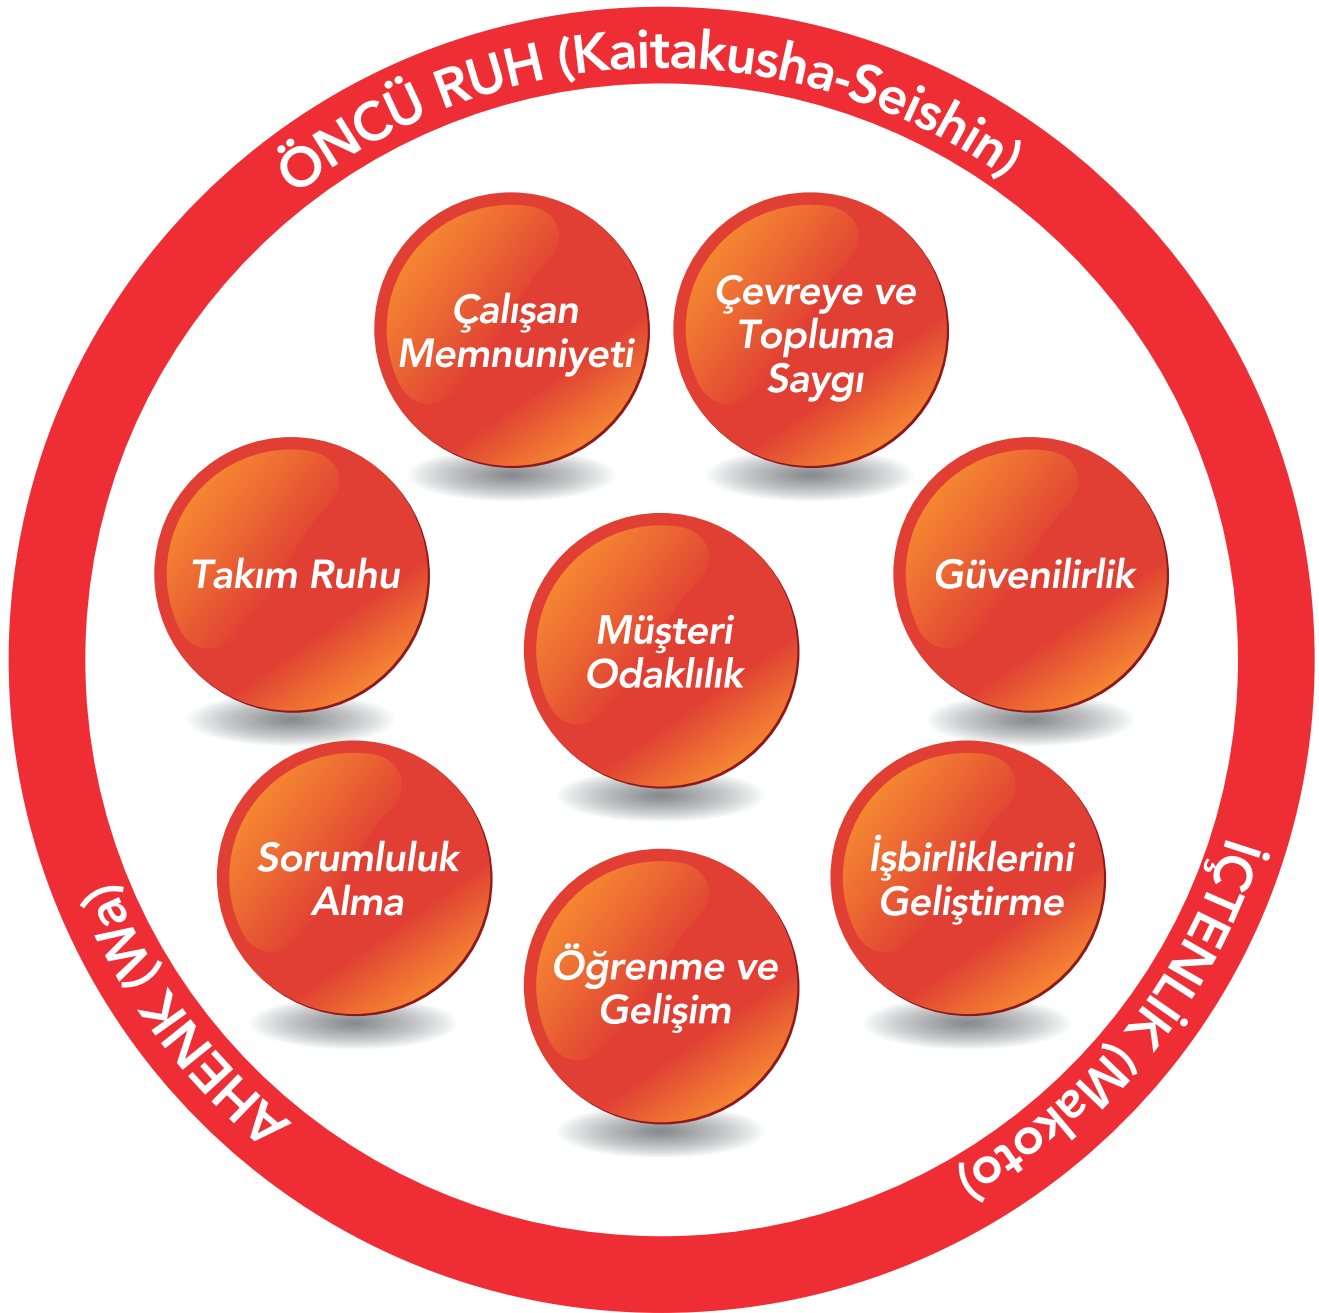 ÖNCÜ RUH (Kaitakusha-Seishin)
Çalışan
Memnuniyeti
Çevreye ve
Topluma
Saygı
Takım Ruhu
Müşteri
Odaklılık
Güvenilirlik
Sorumluluk
Alma
Öğrenme ve
Gelişim
İşbirliklerini
Geliştirme
AHENK (Wa)
İÇTENLİK (Makoto)